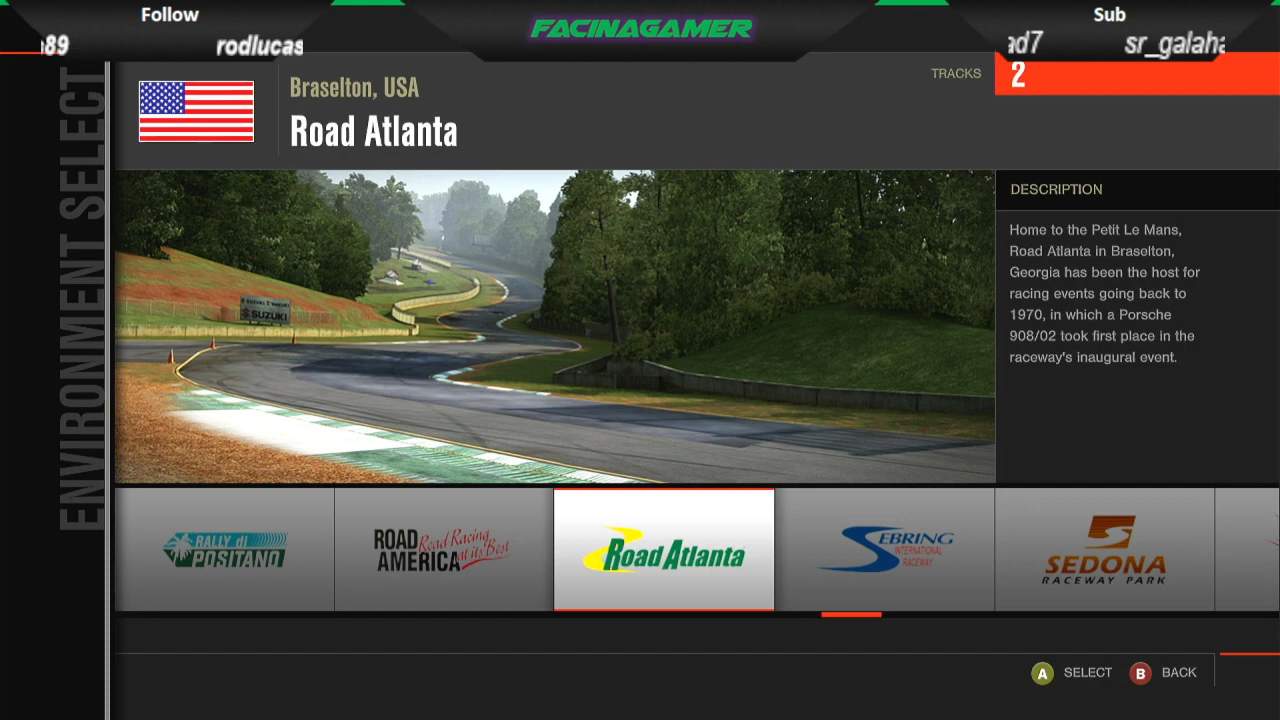 Follow
FACINAGAMER
Sub
a89
rodlucas
ad7
sr_galaha
ENVIRONMENT SELECT
Braselton, USA
Road Atlanta
TRACKS
2
SUZUKI
DESCRIPTION
Home to the Petit Le Mans,
Road Atlanta in Braselton,
Georgia has been the host for
racing events going back to
1970, in which a Porsche
908/02 took first place in the
raceway's inaugural event.
RALLY di
POSITANO
ROAD
AMERICA
Road Racing
at its Best
Road Atlanta
SEBRING
INTERNATIONAL
RACEWAY
SEDONA
RACEWAY PARK
A SELECT B BACK